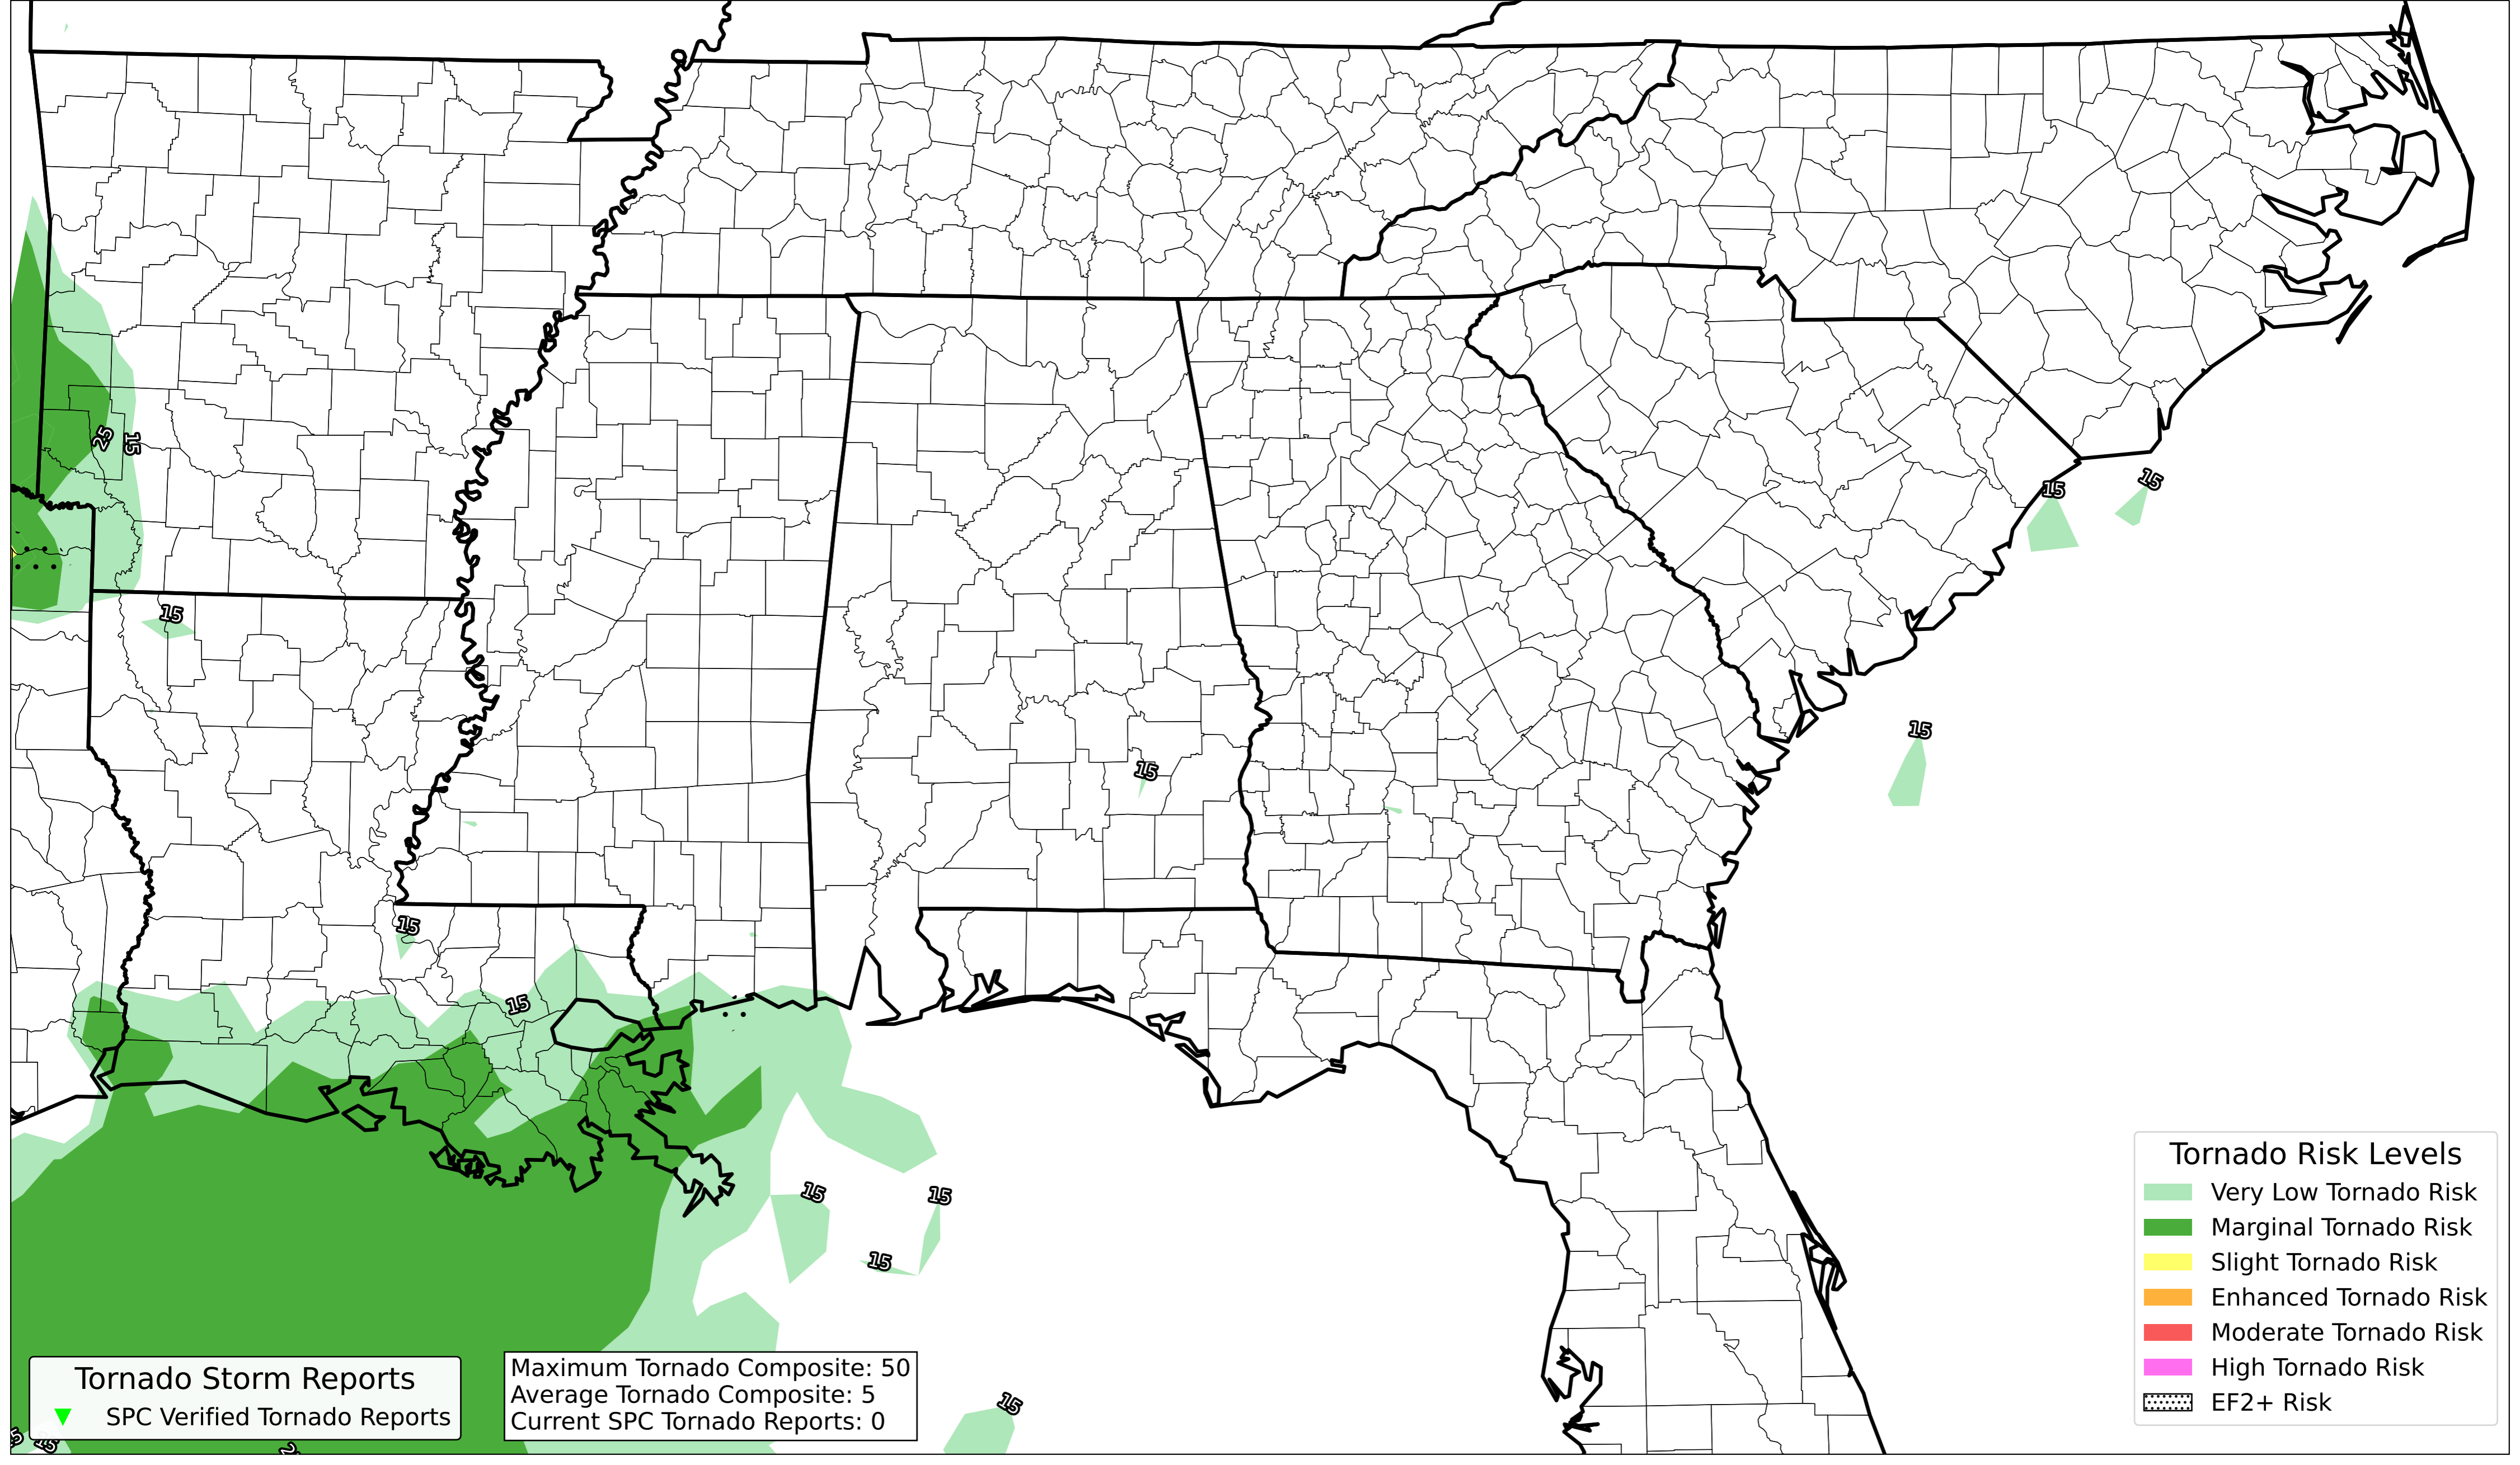 25
15
15
15
15
15
15
15
15
15
15
15
15
15
Tornado Storm Reports
SPC Verified Tornado Reports
Maximum Tornado Composite: 50
Average Tornado Composite: 5
Current SPC Tornado Reports: 0
Tornado Risk Levels
Very Low Tornado Risk
Marginal Tornado Risk
Slight Tornado Risk
Enhanced Tornado Risk
Moderate Tornado Risk
High Tornado Risk
EF2+ Risk